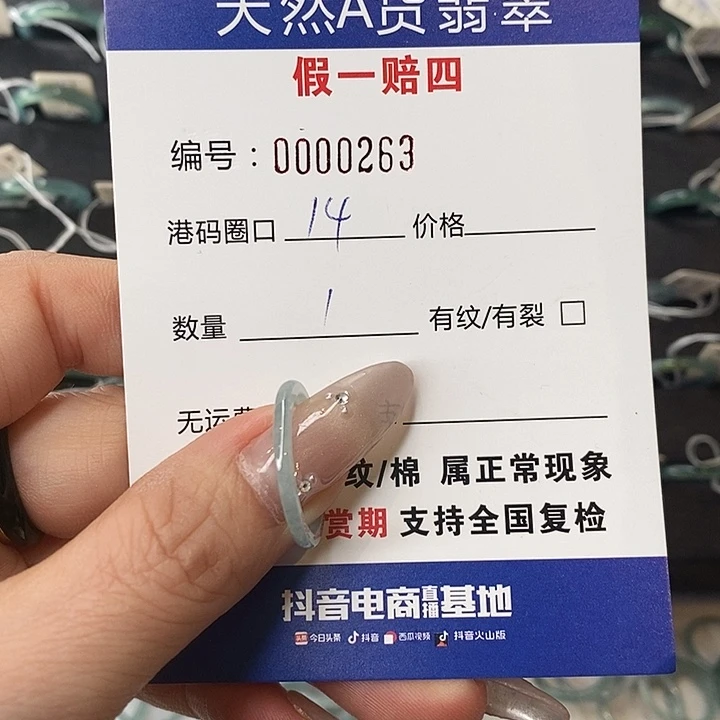 天然A货翡翠
假一赔四
编号：0000263
港码圈口 14 价格
数量 1 有纹/有裂 □
无运费
纹/棉 属正常现象
赏期 支持全国复检
抖音电商直播基地
头条 今日头条 抖音 西瓜视频 抖音火山版